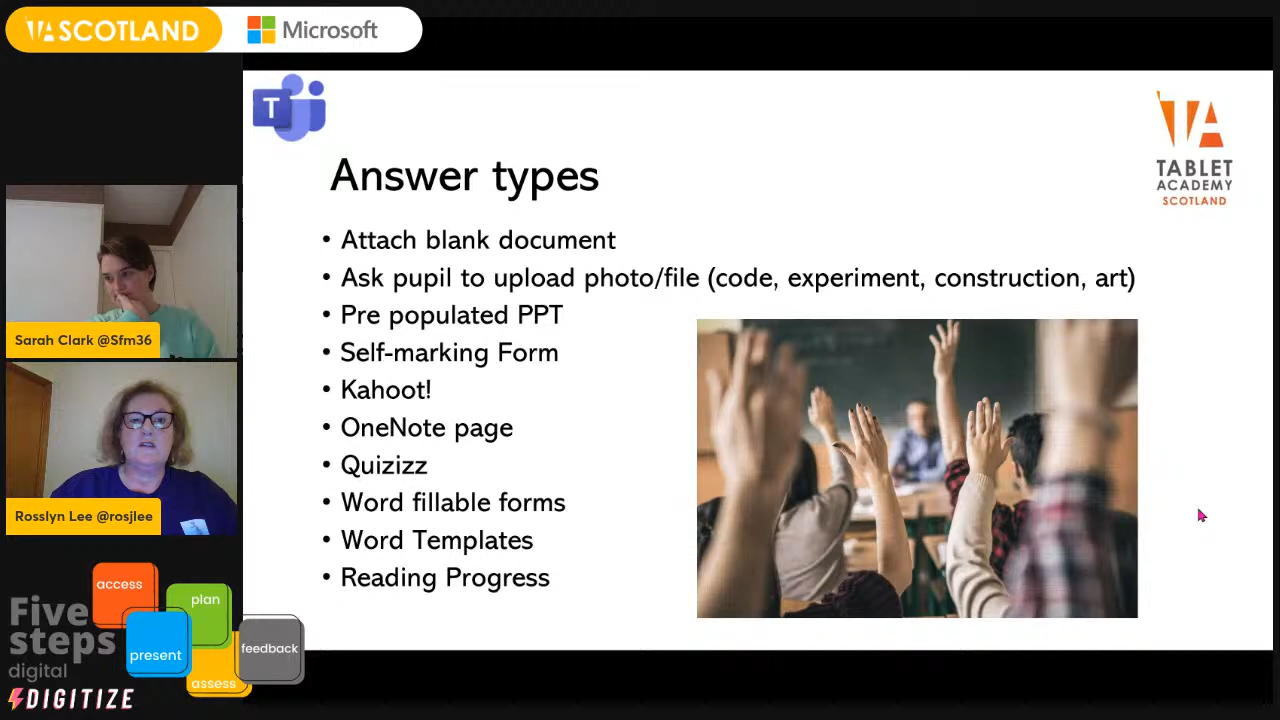 TASCOTLAND
Microsoft
T
TA
TABLET
ACADEMY
SCOTLAND
Answer types
• Attach blank document
• Ask pupil to upload photo/file (code, experiment, construction, art)
• Pre populated PPT
• Self-marking Form
• Kahoot!
• OneNote page
• Quizizz
• Word fillable forms
• Word Templates
• Reading Progress
Sarah Clark @Sfm36
Rosslyn Lee @rosjlee
Five
steps
digital
access
plan
present
feedback
assess
DIGITIZE